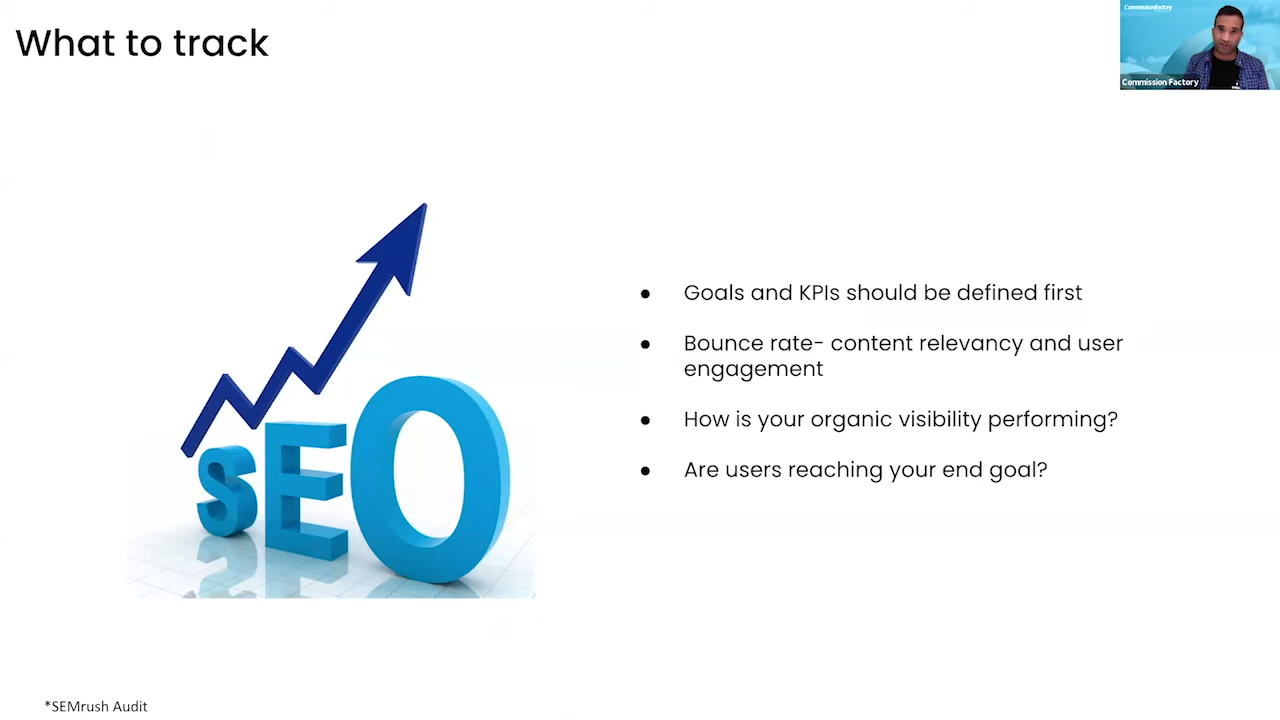 What to track
Commissionfactory
Commission Factory
SEO
● Goals and KPIs should be defined first
● Bounce rate- content relevancy and user
engagement
● How is your organic visibility performing?
● Are users reaching your end goal?
*SEMrush Audit